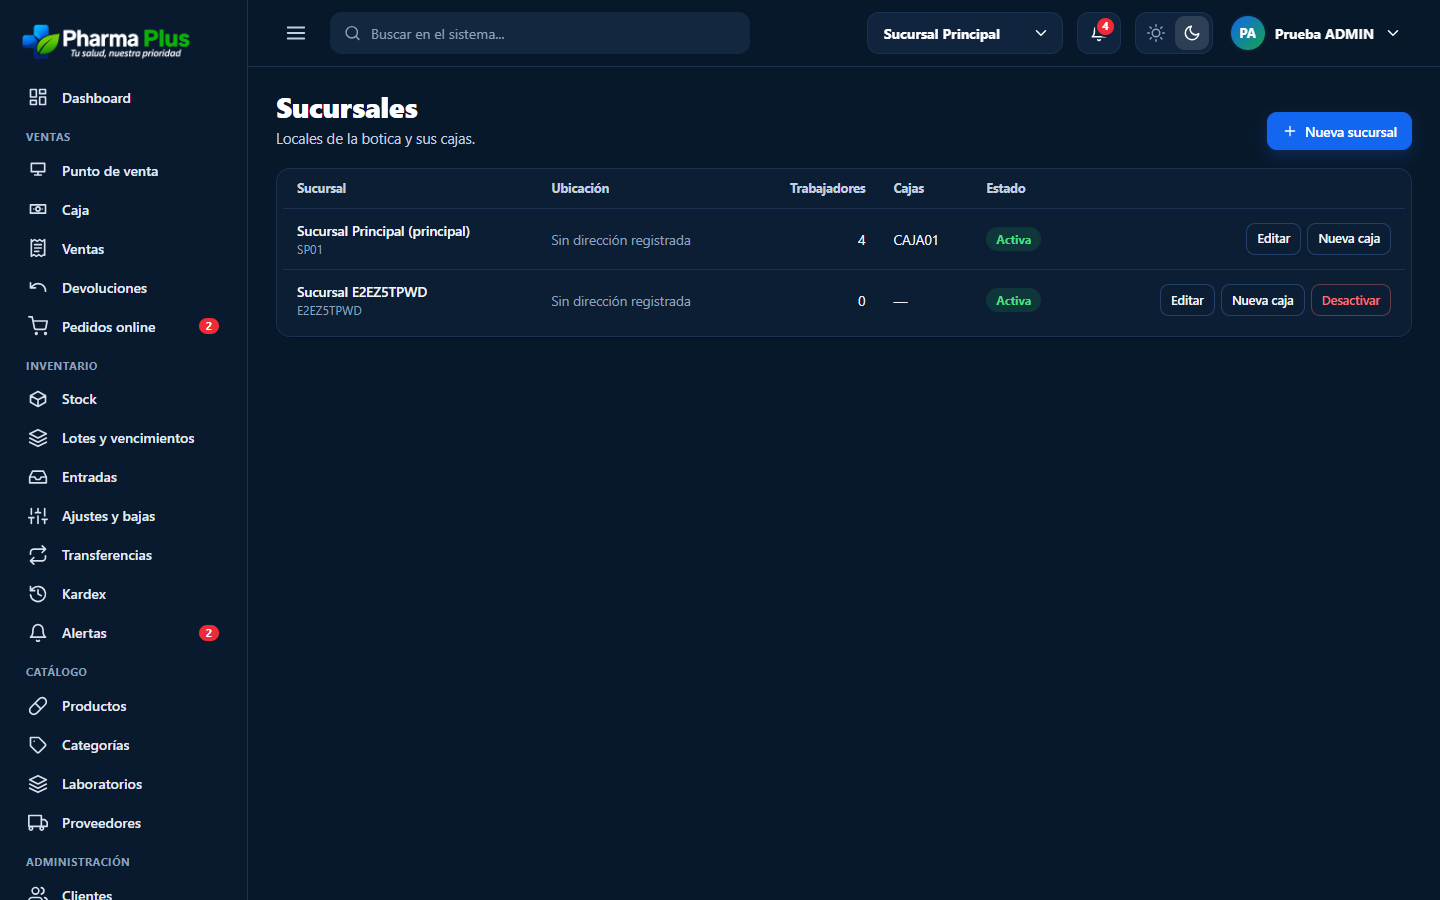 Pharma Plus
Tu salud, nuestra prioridad
Buscar en el sistema...
Sucursal Principal
4
PA
Prueba ADMIN
Dashboard
VENTAS
Punto de venta
Caja
Ventas
Devoluciones
Pedidos online
2
INVENTARIO
Stock
Lotes y vencimientos
Entradas
Ajustes y bajas
Transferencias
Kardex
Alertas
2
CATÁLOGO
Productos
Categorías
Laboratorios
Proveedores
ADMINISTRACIÓN
Clientes
Sucursales
Locales de la botica y sus cajas.
+ Nueva sucursal
Sucursal Ubicación Trabajadores Cajas Estado
Sucursal Principal (principal)
SP01
Sin dirección registrada 4 CAJA01 Activa Editar Nueva caja
Sucursal E2EZ5TPWD
E2EZ5TPWD
Sin dirección registrada 0 — Activa Editar Nueva caja Desactivar